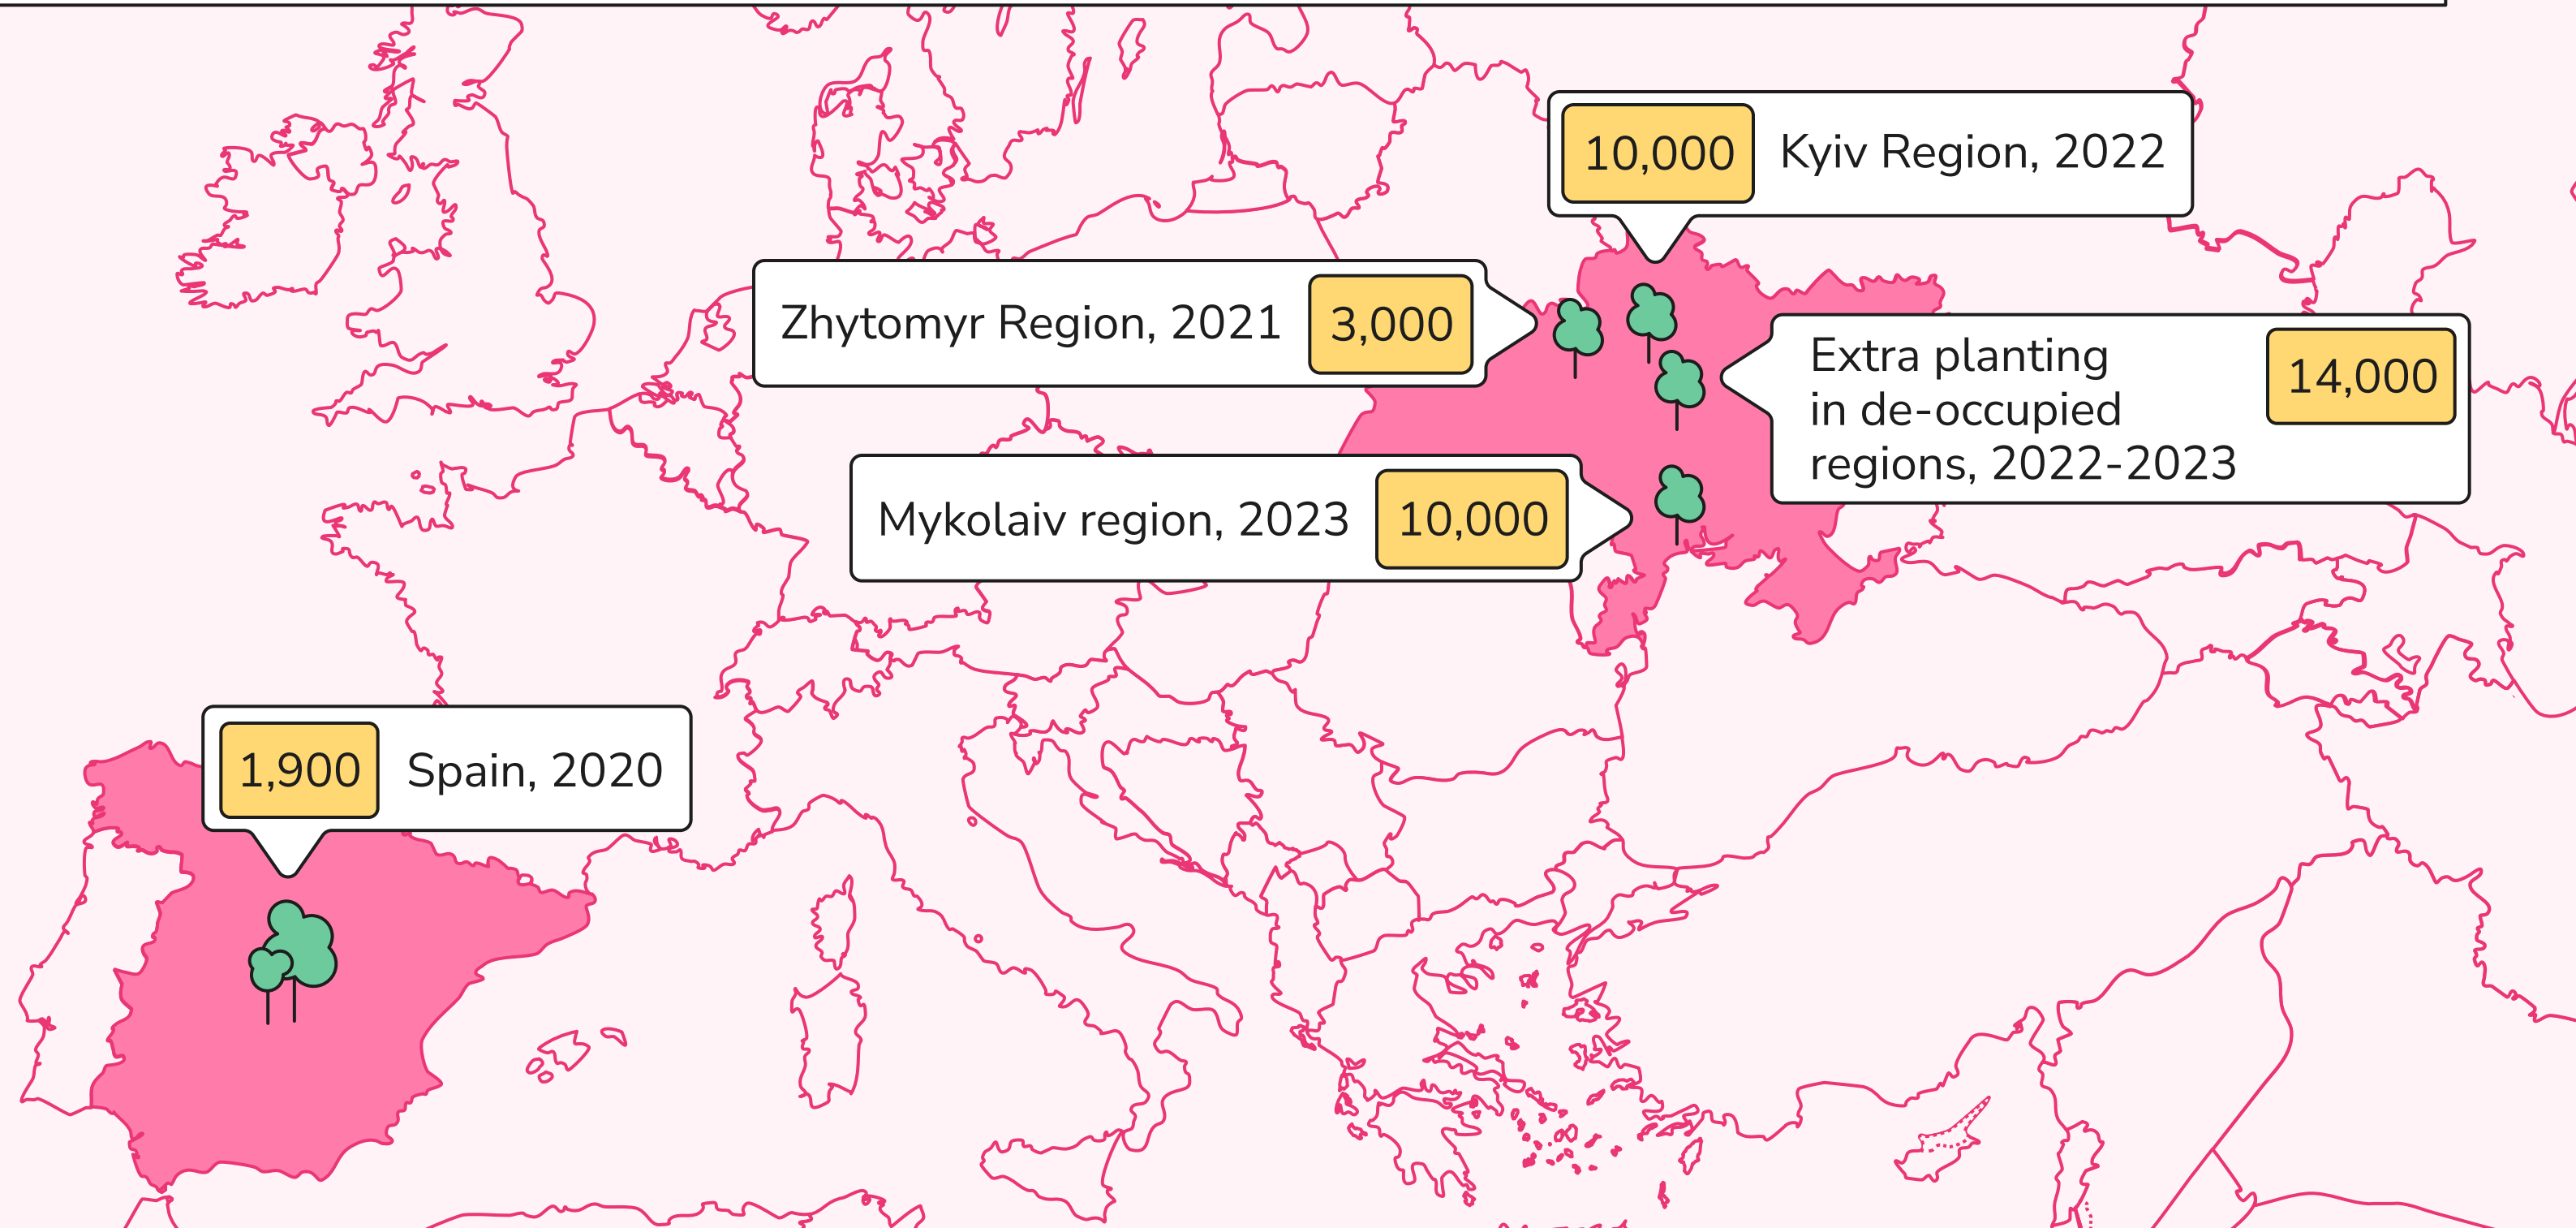 10,000 Kyiv Region, 2022
Zhytomyr Region, 2021 3,000
Extra planting
in de-occupied
regions, 2022-2023
14,000
Mykolaiv region, 2023 10,000
1,900 Spain, 2020